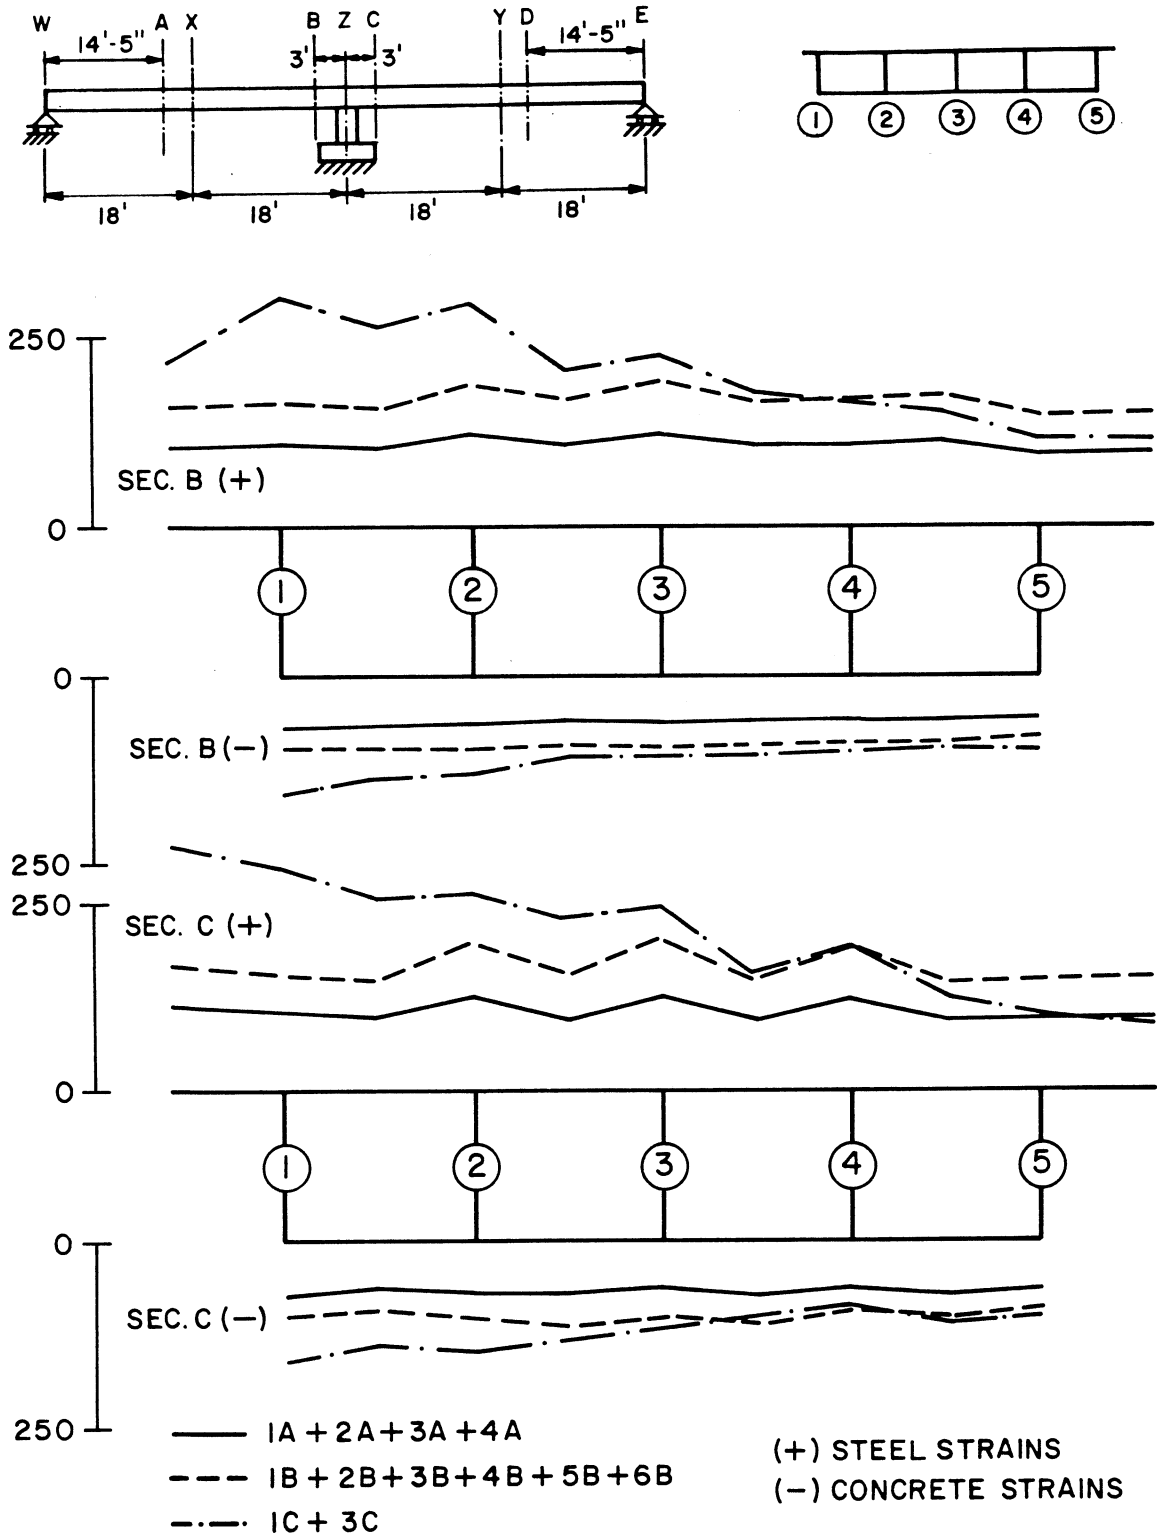 W A X B Z C Y D E
14'-5" 3' 3' 14'-5"
18' 18' 18' 18'
1 2 3 4 5
250
SEC. B (+)
0
1 2 3 4 5
0
SEC. B (−)
250
250
SEC. C (+)
0
1 2 3 4 5
0
SEC. C (−)
250
1A + 2A + 3A + 4A
1B + 2B + 3B + 4B + 5B + 6B
1C + 3C
(+) STEEL STRAINS
(−) CONCRETE STRAINS